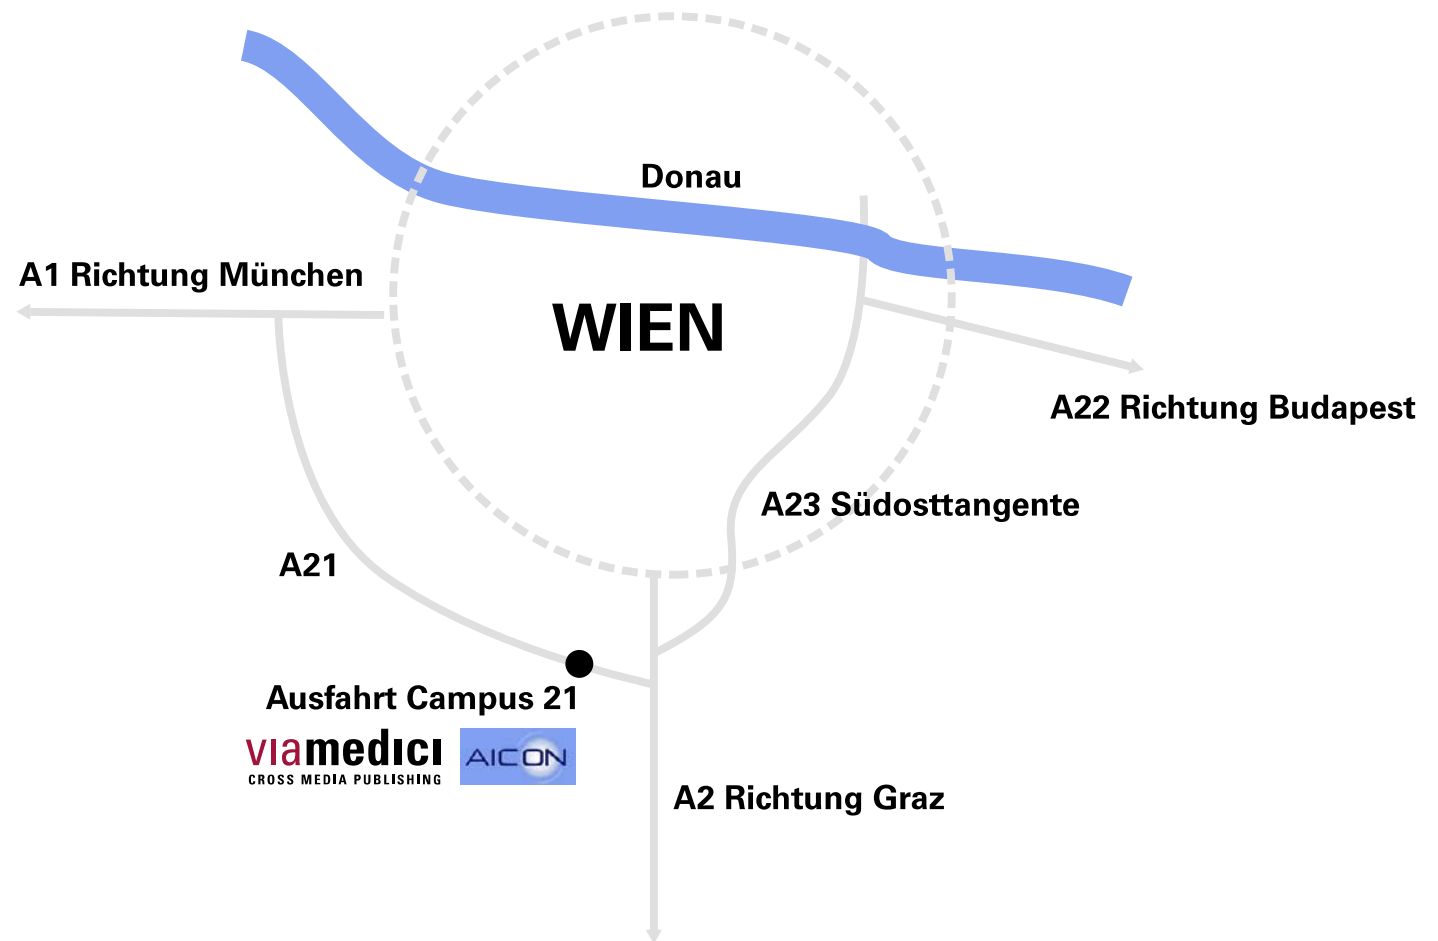 Donau
A1 Richtung München
WIEN
A22 Richtung Budapest
A23 Südosttangente
A21
Ausfahrt Campus 21
viamedici
CROSS MEDIA PUBLISHING
AICON
A2 Richtung Graz